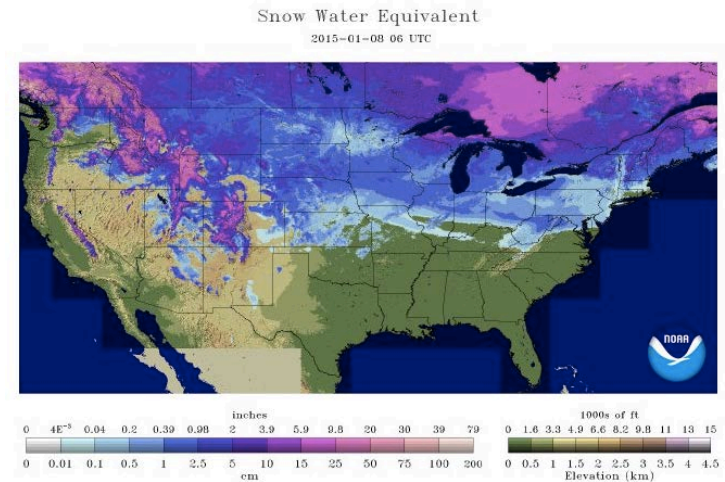 Snow Water Equivalent
2015-01-08 06 UTC
NOAA
inches
0 4E-3 0.04 0.2 0.39 0.98 2 3.9 5.9 9.8 20 30 39 79
0 0.01 0.1 0.5 1 2.5 5 10 15 25 50 75 100 200
cm
1000s of ft
0 1.6 3.3 4.9 6.6 8.2 9.8 11 13 15
0 0.5 1 1.5 2 2.5 3 3.5 4 4.5
Elevation (km)